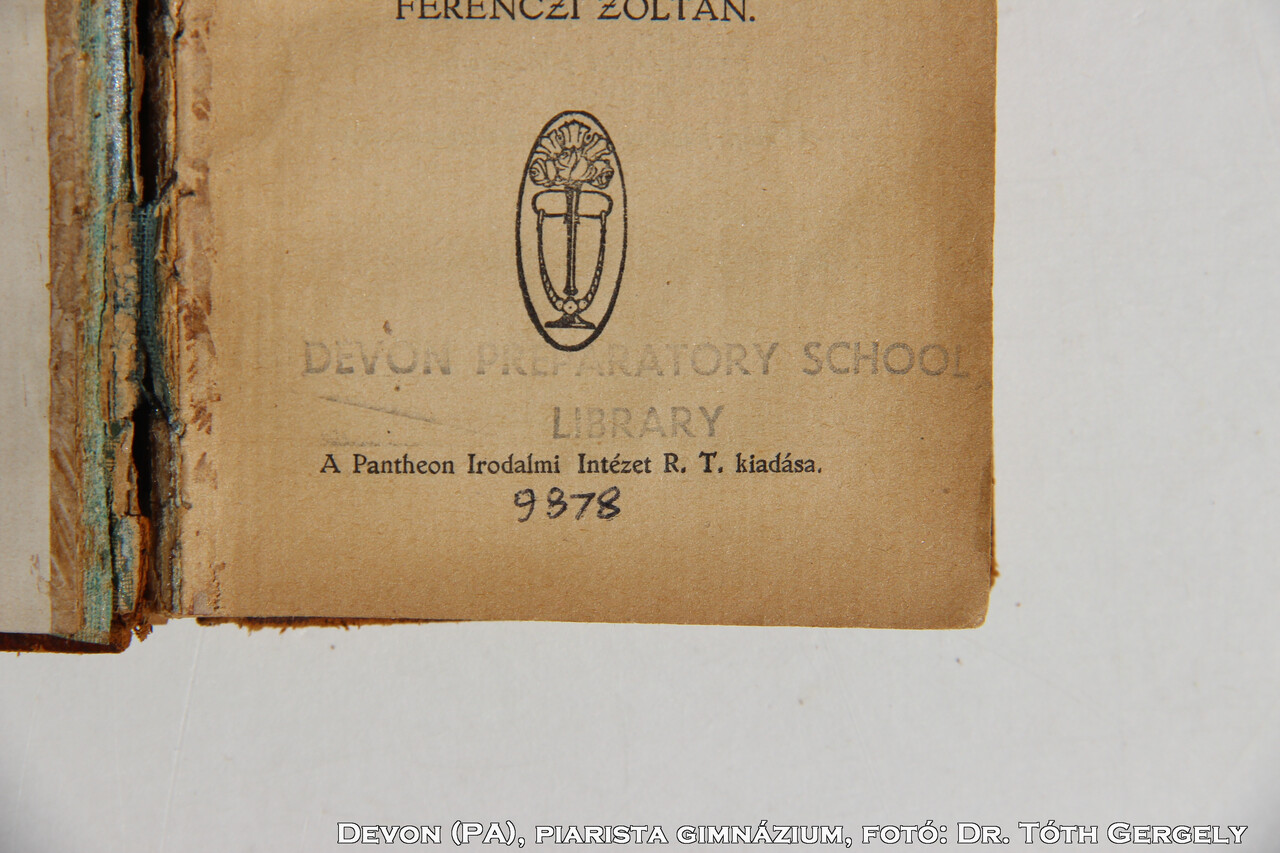 FERENCZI ZOLTÁN.
DEVON PREPARATORY SCHOOL
LIBRARY
A Pantheon Irodalmi Intézet R. T. kiadása.
9378
Devon (PA), piarista gimnázium, fotó: Dr. Tóth Gergely